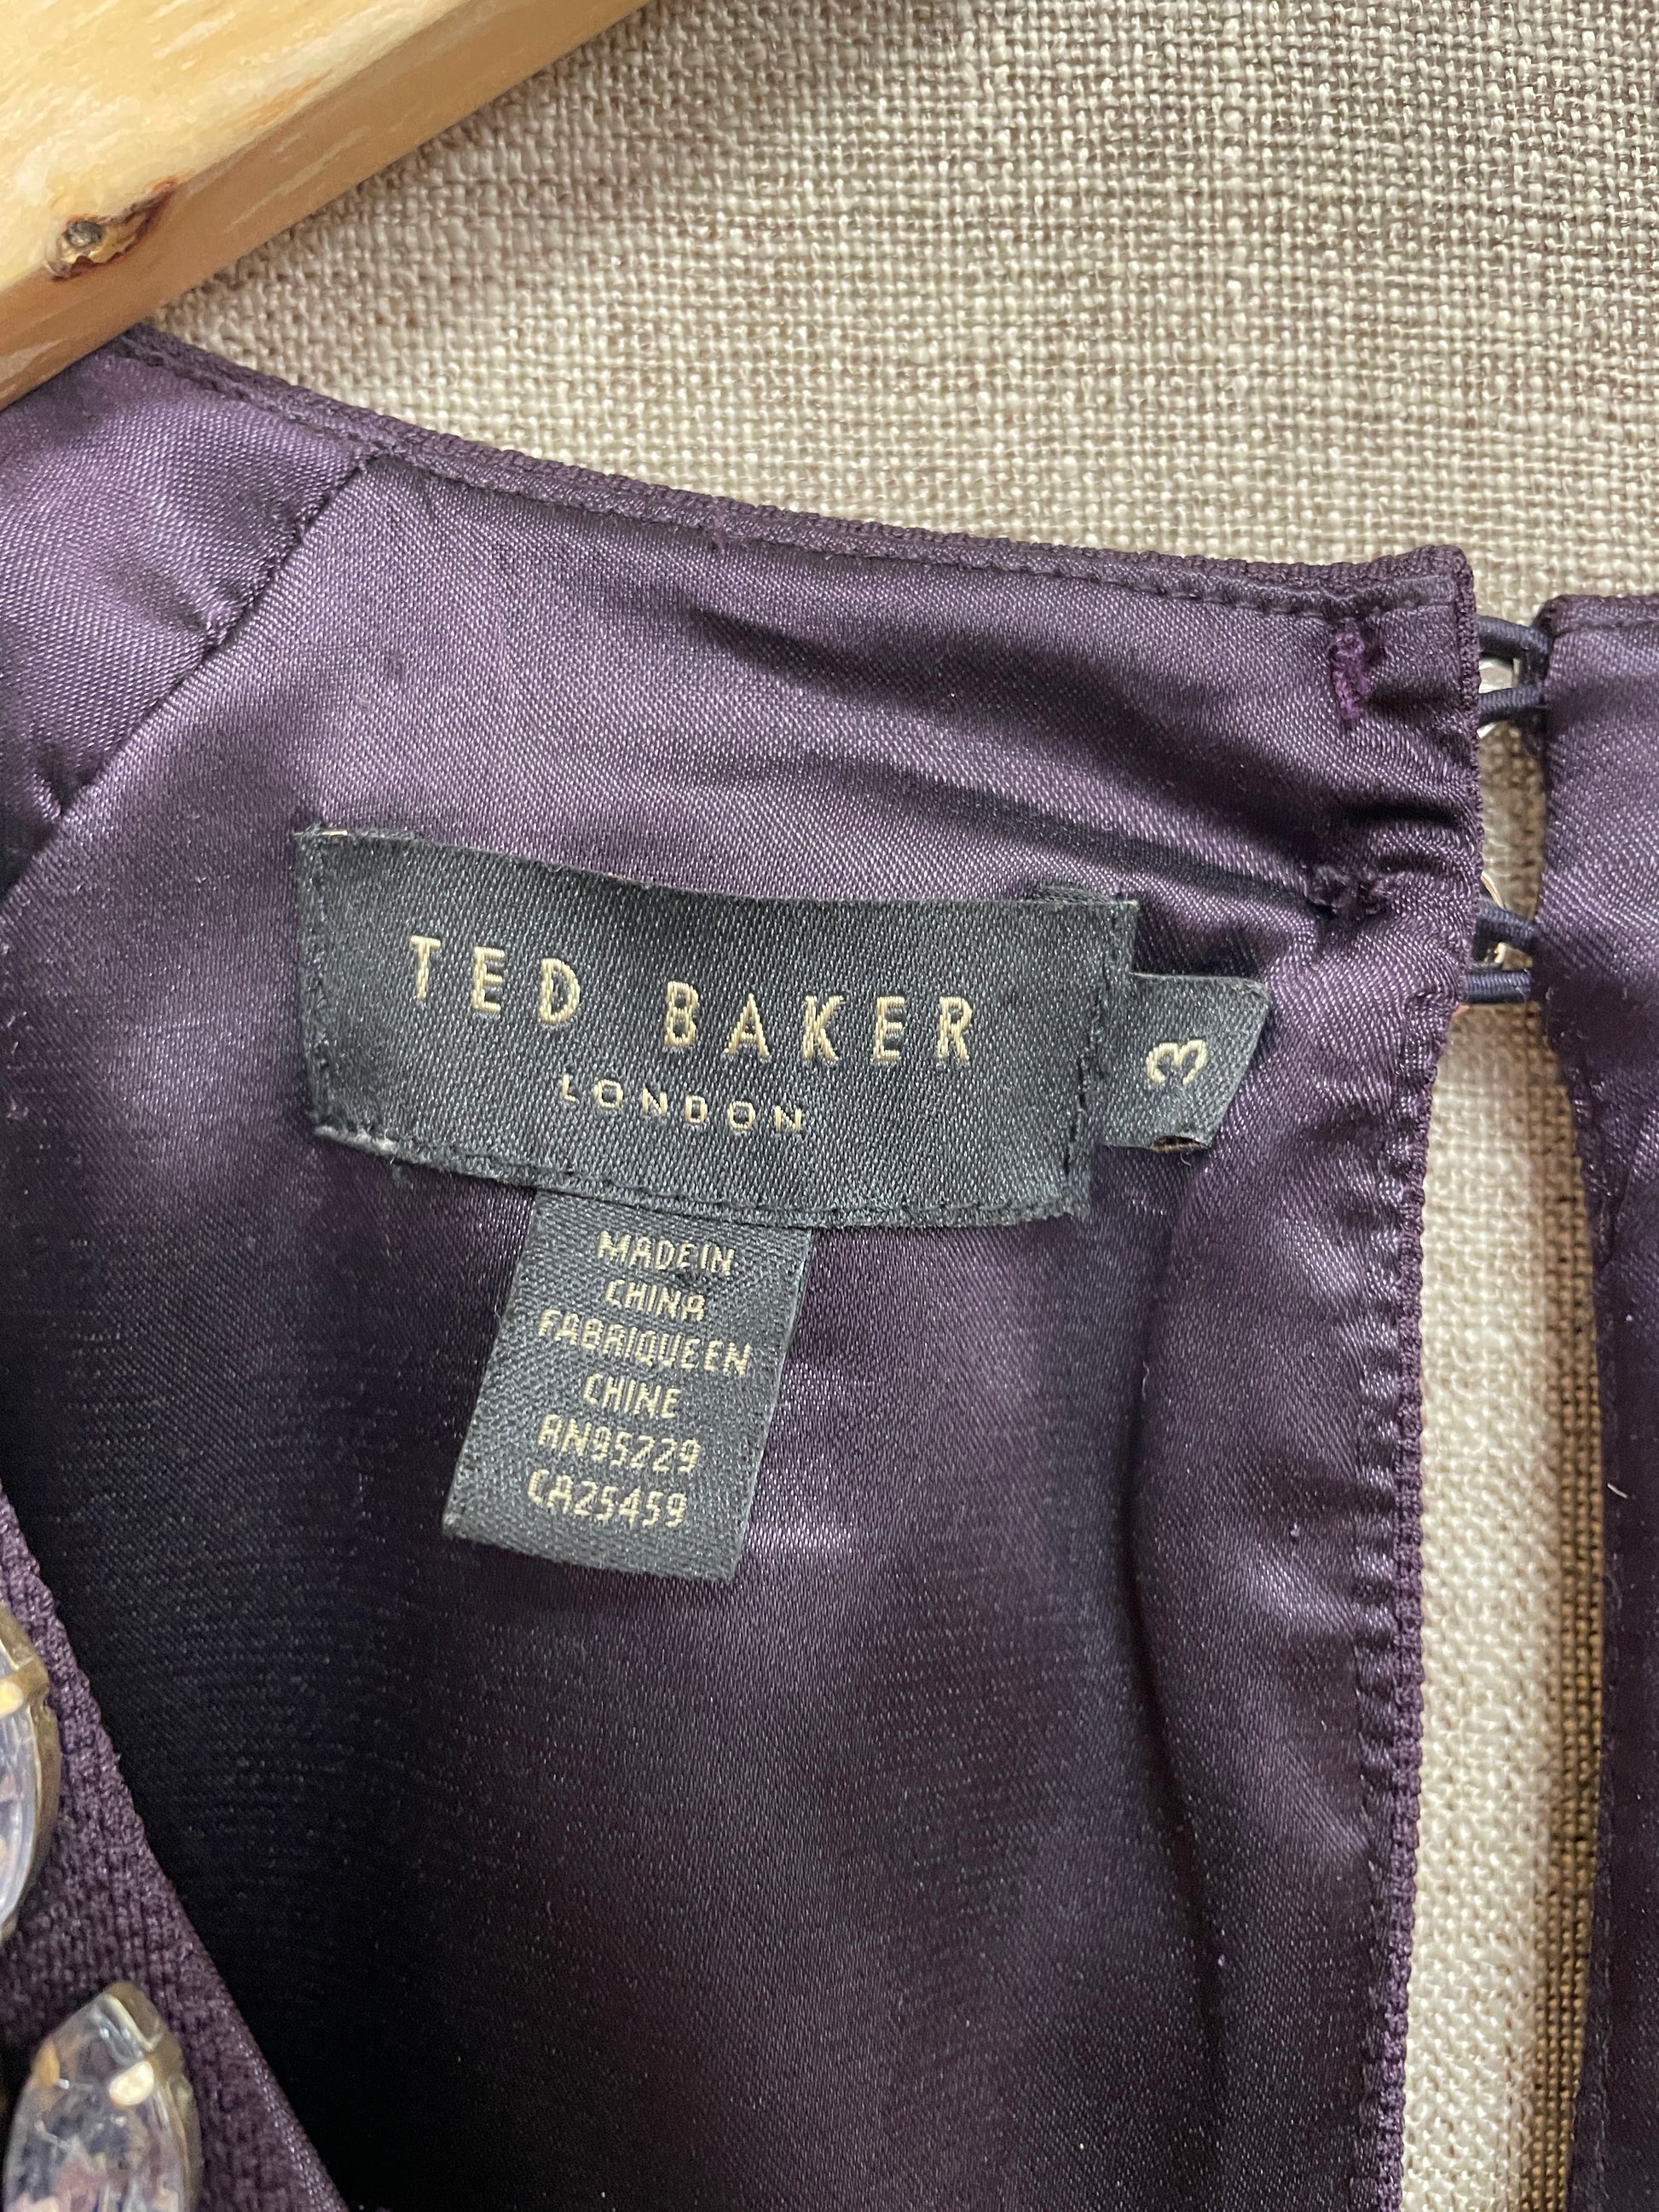 TED BAKER
LONDON
3
MADE IN
CHINA
FABRIQUE EN
CHINE
RN95229
CA25459